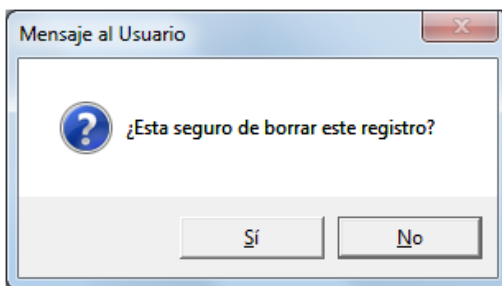 Mensaje al Usuario
¿Esta seguro de borrar este registro?
Sí No